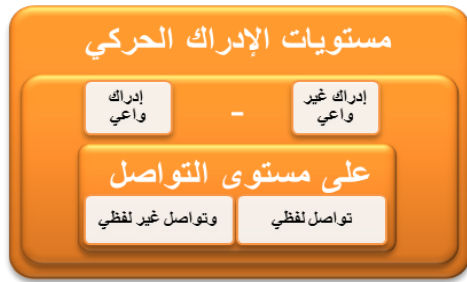 مستويات الإدراك الحركي
إدراك غير
واعي
-
إدراك
واعي
على مستوى التواصل
تواصل لفظي
وتواصل غير لفظي